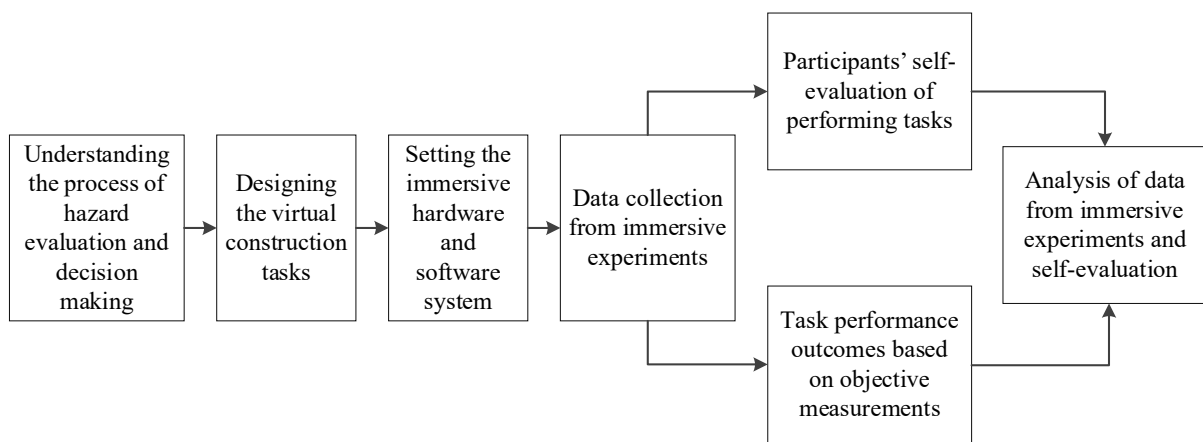 Understanding
the process of
hazard
evaluation and
decision
making
Designing
the virtual
construction
tasks
Setting the
immersive
hardware
and
software
system
Data collection
from immersive
experiments
Participants’ self-
evaluation of
performing tasks
Task performance
outcomes based
on objective
measurements
Analysis of data
from immersive
experiments and
self-evaluation